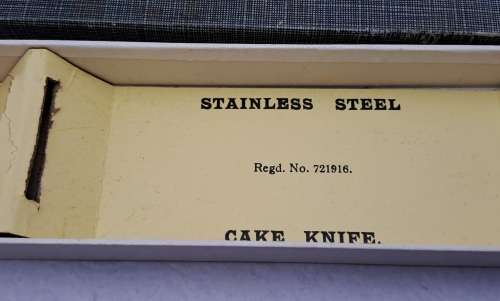 STAINLESS STEEL
Regd. No. 721916.
CAKE KNIFE.